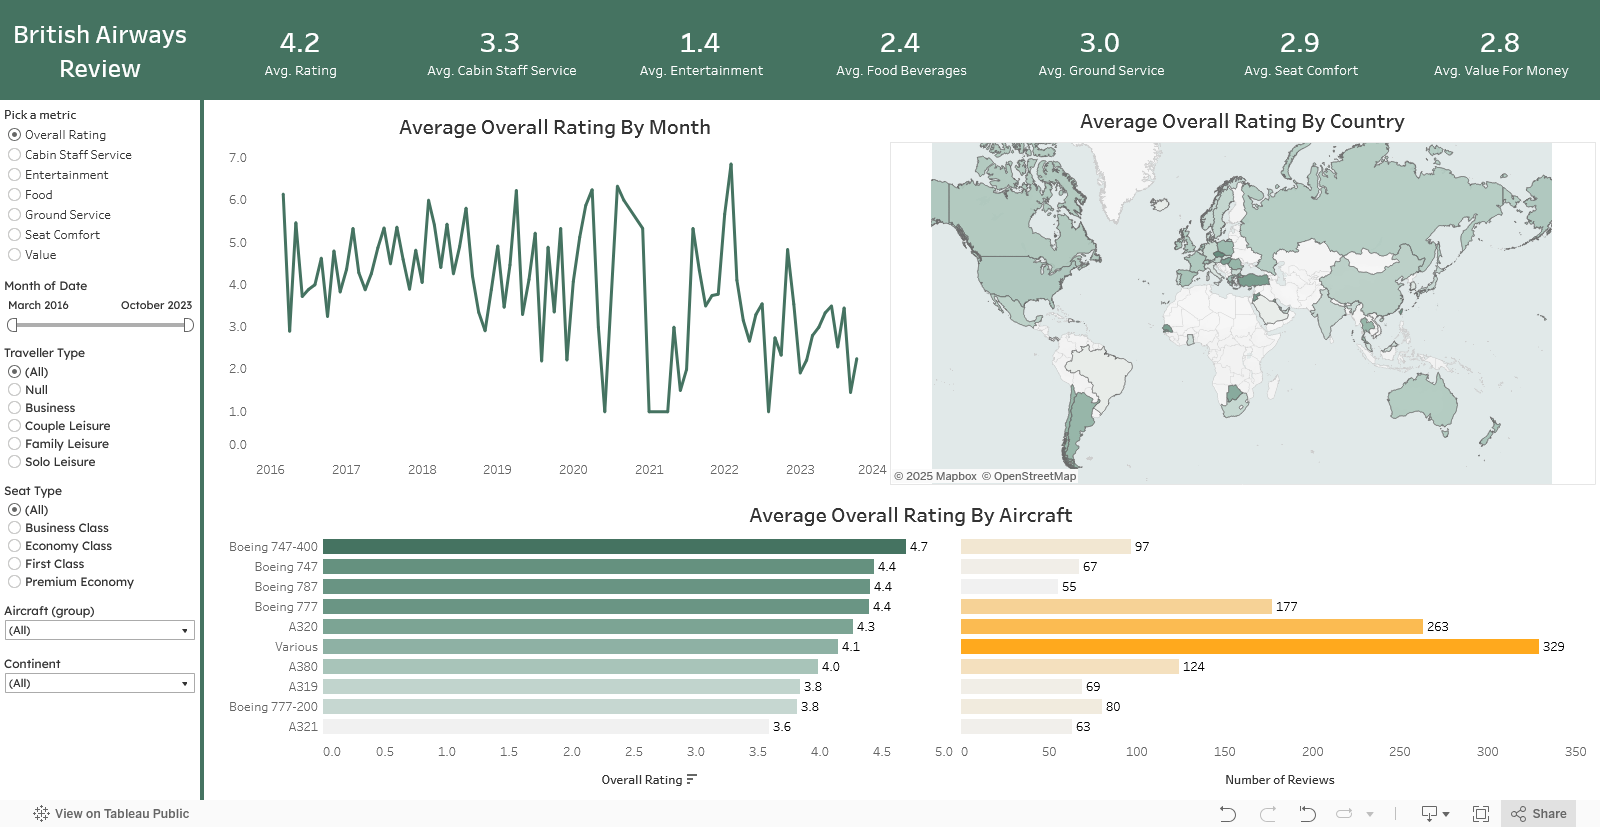 British Airways
Review
4.2
Avg. Rating
3.3
Avg. Cabin Staff Service
1.4
Avg. Entertainment
2.4
Avg. Food Beverages
3.0
Avg. Ground Service
2.9
Avg. Seat Comfort
2.8
Avg. Value For Money
Pick a metric
Overall Rating
Cabin Staff Service
Entertainment
Food
Ground Service
Seat Comfort
Value
Month of Date
March 2016 October 2023
Traveller Type
(All)
Null
Business
Couple Leisure
Family Leisure
Solo Leisure
Seat Type
(All)
Business Class
Economy Class
First Class
Premium Economy
Aircraft (group)
(All)
Continent
(All)
Average Overall Rating By Month
7.0
6.0
5.0
4.0
3.0
2.0
1.0
0.0
2016 2017 2018 2019 2020 2021 2022 2023 2024
Average Overall Rating By Country
© 2025 Mapbox © OpenStreetMap
Average Overall Rating By Aircraft
Boeing 747-400 4.7 97
Boeing 747 4.4 67
Boeing 787 4.4 55
Boeing 777 4.4 177
A320 4.3 263
Various 4.1 329
A380 4.0 124
A319 3.8 69
Boeing 777-200 3.8 80
A321 3.6 63
0.0 0.5 1.0 1.5 2.0 2.5 3.0 3.5 4.0 4.5 5.0 0 50 100 150 200 250 300 350
Overall Rating Number of Reviews
View on Tableau Public Share